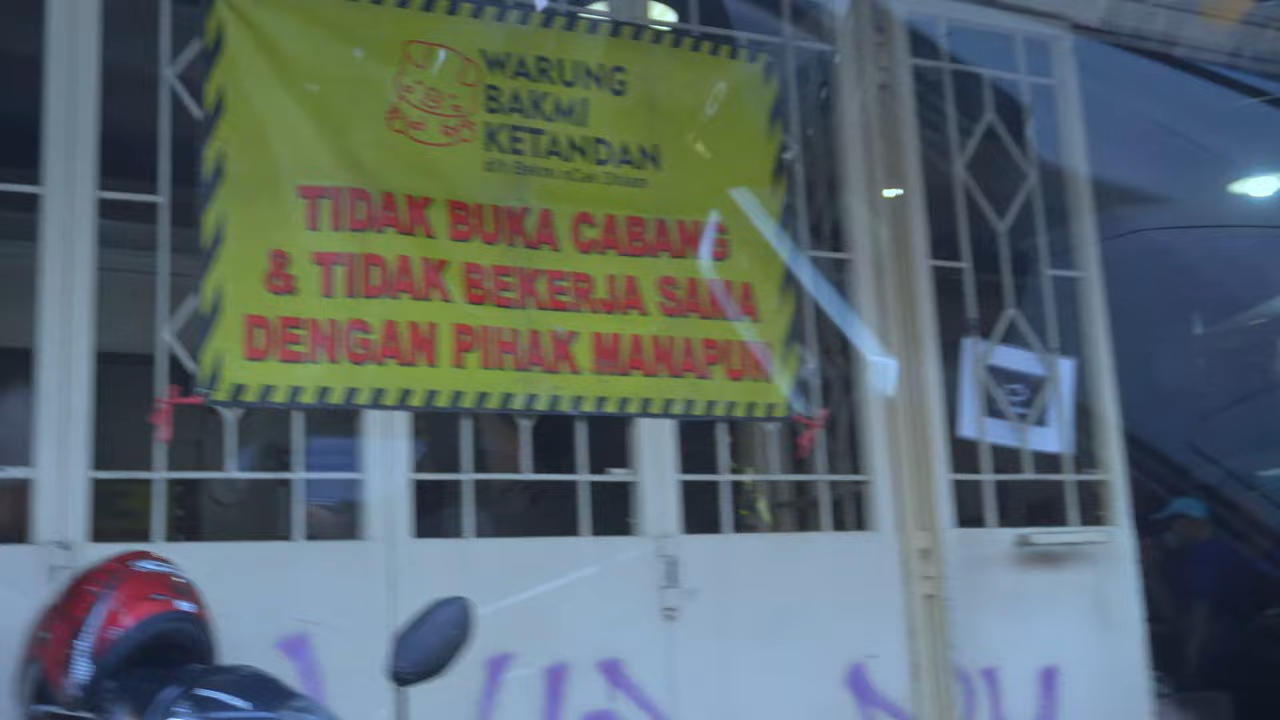 WARUNG
BAKMI
KETANDAN
TIDAK BUKA CABANG
& TIDAK BEKERJA SAMA
DENGAN PIHAK MANAPUN